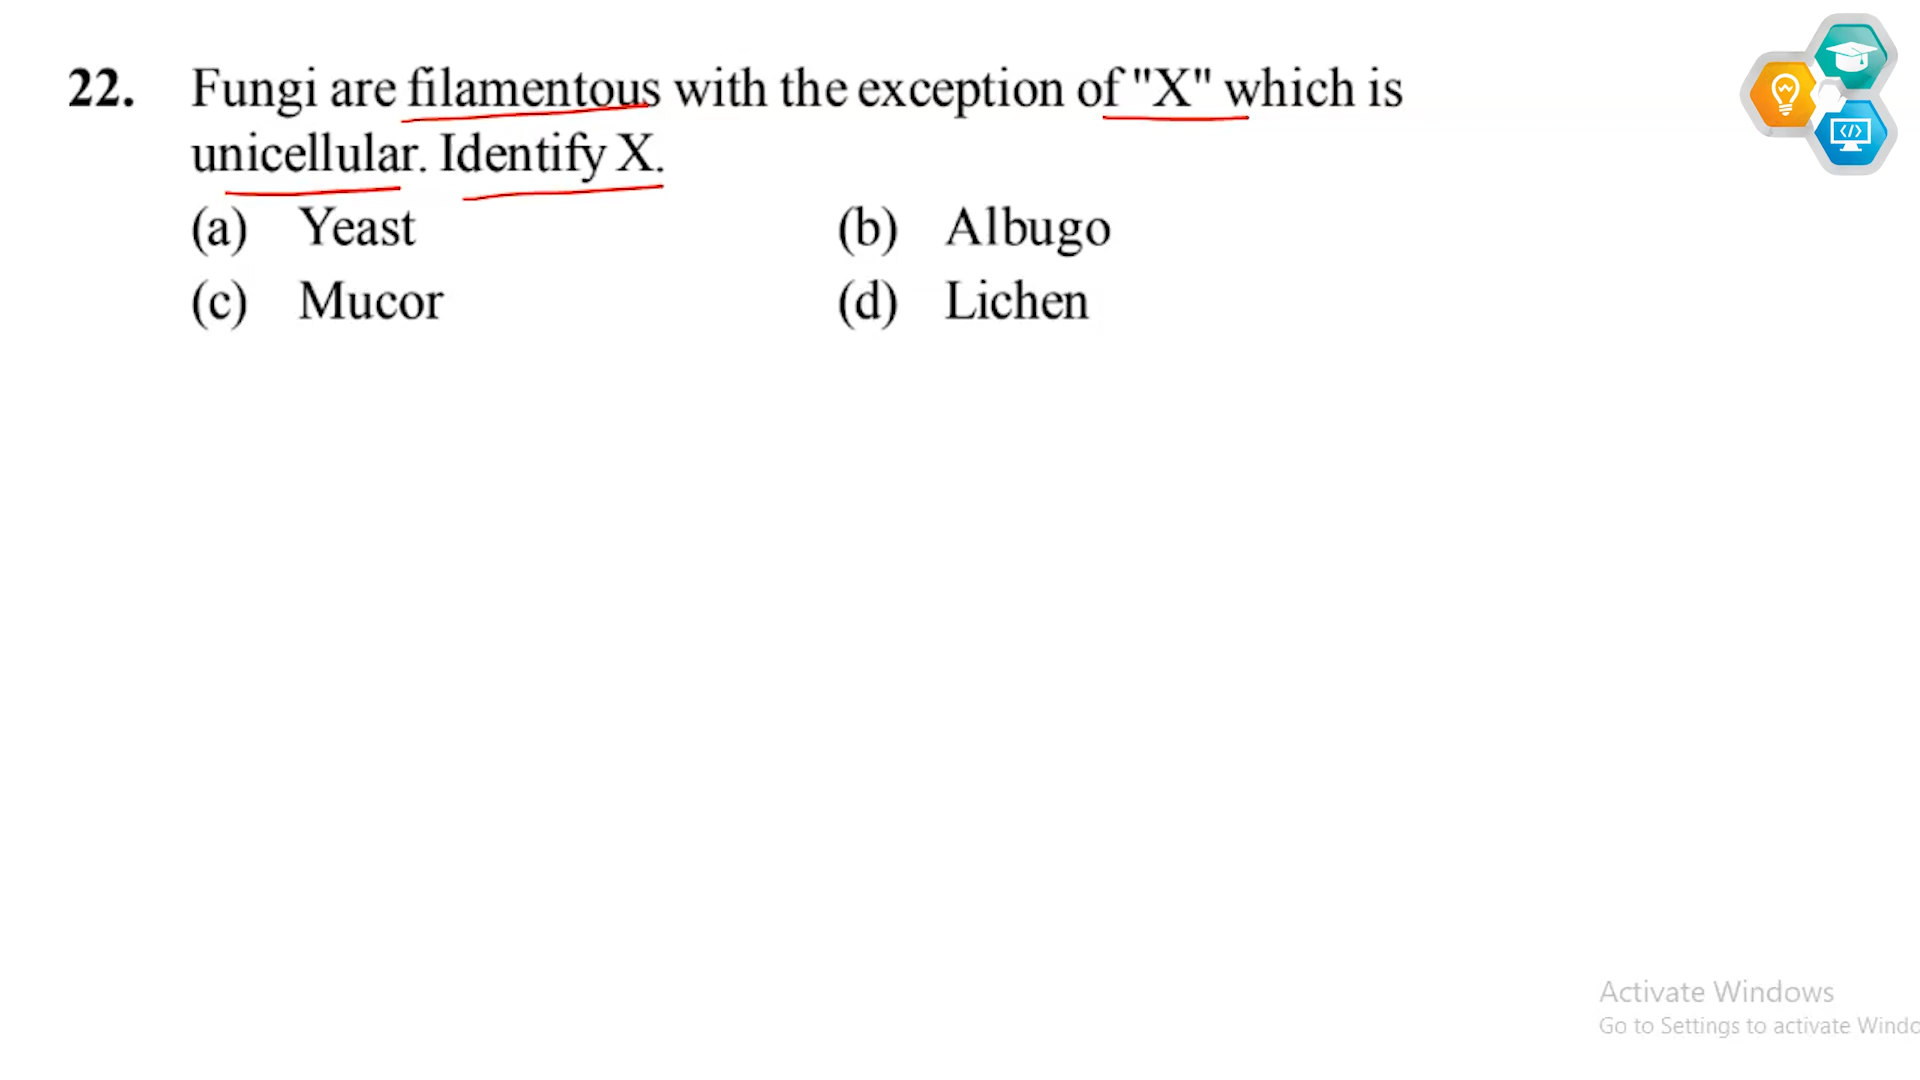 22. Fungi are filamentous with the exception of "X" which is
unicellular. Identify X.
(a) Yeast (b) Albugo
(c) Mucor (d) Lichen
</>
Activate Windows
Go to Settings to activate Windo